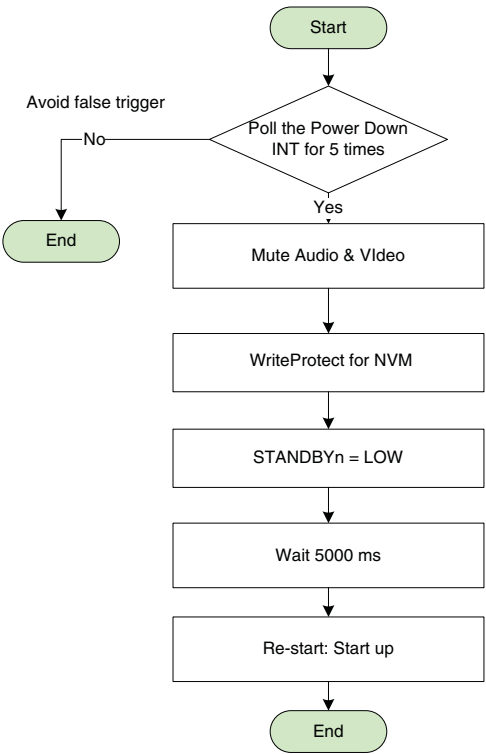 Start
Avoid false trigger
Poll the Power Down
INT for 5 times
No
Yes
End
Mute Audio & VIdeo
WriteProtect for NVM
STANDBYn = LOW
Wait 5000 ms
Re-start: Start up
End